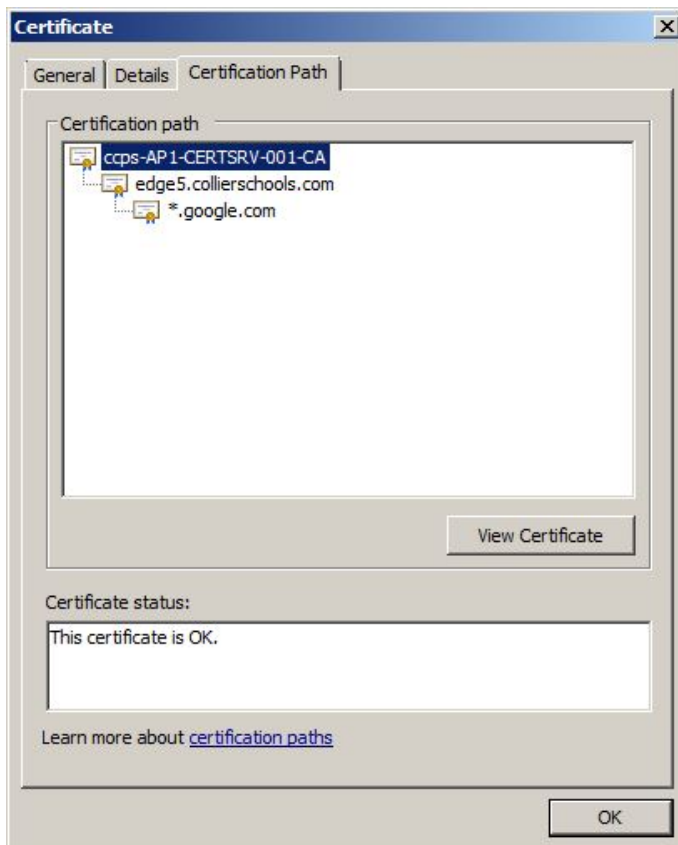 Certificate
General Details Certification Path
Certification path
ccps-AP1-CERTSRV-001-CA
edge5.collierschools.com
*.google.com
View Certificate
Certificate status:
This certificate is OK.
Learn more about certification paths
OK